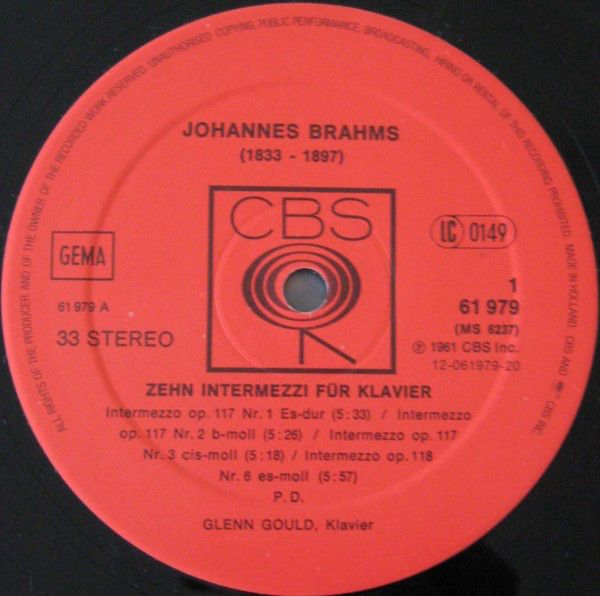 ALL RIGHTS OF THE PRODUCER AND OF THE OWNER OF THE RECORDED WORK RESERVED. UNAUTHORISED COPYING, PUBLIC PERFORMANCE, BROADCASTING, HIRING OR RENTAL OF THIS RECORDING PROHIBITED. MADE IN HOLLAND. CBS AND CBS INC.
JOHANNES BRAHMS
(1833 - 1897)
CBS
GEMA
LC 0149
61 979 A
33 STEREO
1
61 979
(MS 6237)
℗ 1961 CBS Inc.
12-061979-20
ZEHN INTERMEZZI FÜR KLAVIER
Intermezzo op. 117 Nr. 1 Es-dur (5:33) / Intermezzo
op. 117 Nr. 2 b-moll (5:26) / Intermezzo op. 117
Nr. 3 cis-moll (5:18) / Intermezzo op. 118
Nr. 6 es-moll (5:57)
P. D.
GLENN GOULD, Klavier